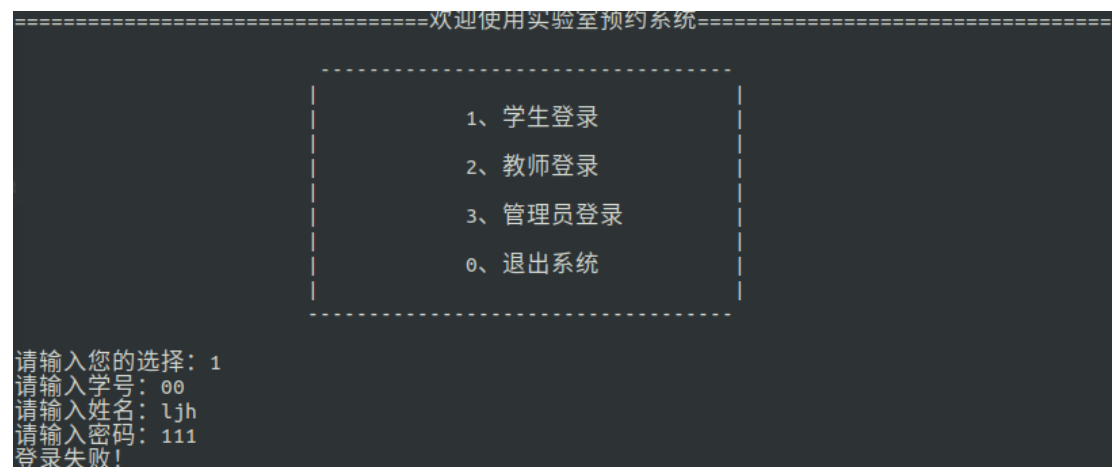 ==================================欢迎使用实验室预约系统==================================
----------------------------------
|                                  |
|            1、学生登录            |
|                                  |
|            2、教师登录            |
|                                  |
|            3、管理员登录          |
|                                  |
|            0、退出系统            |
|                                  |
-----------------------------------
请输入您的选择: 1
请输入学号: 00
请输入姓名: ljh
请输入密码: 111
登录失败!